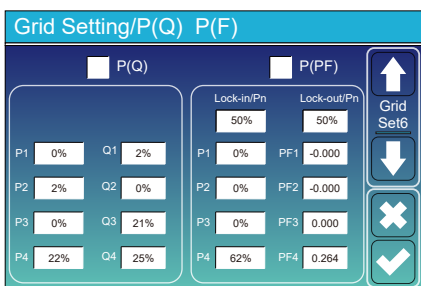 Grid Setting/P(Q) P(F)
P(Q)
P(PF)
Lock-in/Pn Lock-out/Pn
50% 50%
P1 0% Q1 2%
P2 2% Q2 0%
P3 0% Q3 21%
P4 22% Q4 25%
P1 0% PF1 -0.000
P2 0% PF2 -0.000
P3 0% PF3 0.000
P4 62% PF4 0.264
Grid
Set6